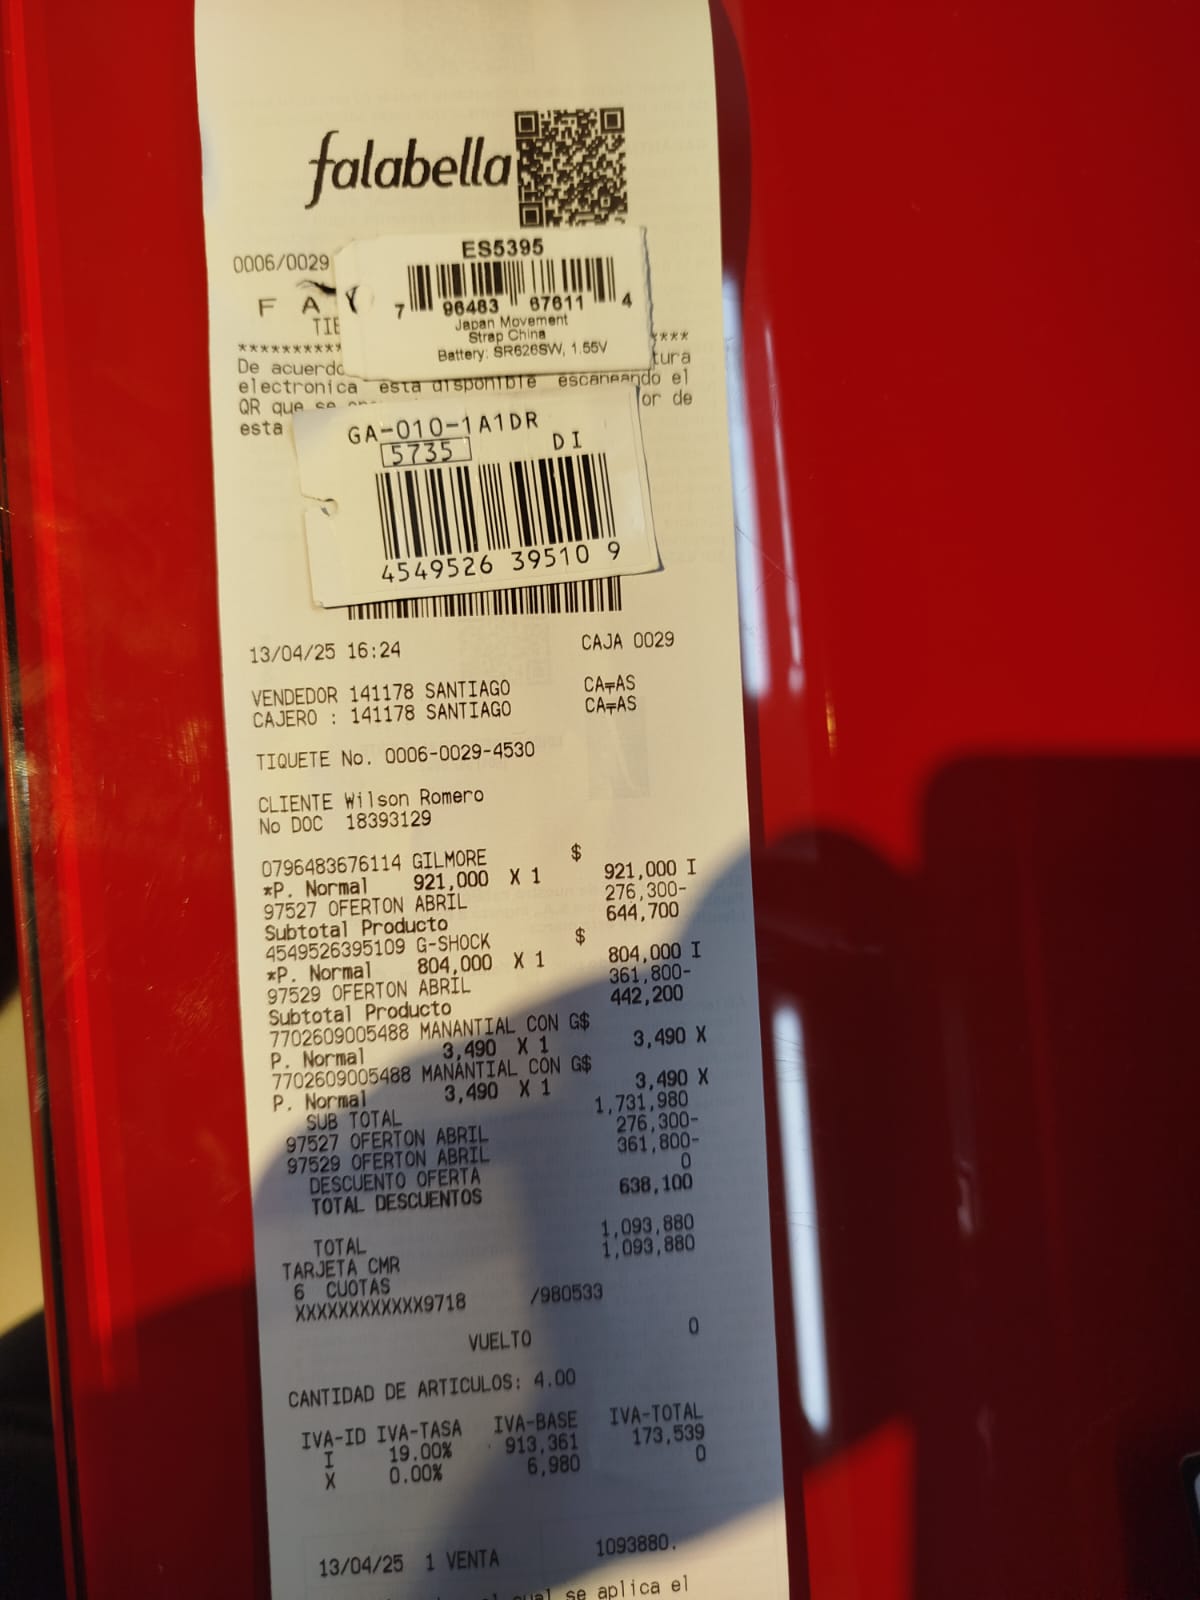 falabella
0006/0029
F A Y
TIE
ES5395
7 96483 67611 4
Japan Movement
Strap China
Battery: SR626SW, 1.55V
*********** ****
De acuerdo tura
electronica esta disponible escaneando el
QR que se or de
esta
GA-010-1A1DR
5735 DI
4549526 39510 9
13/04/25 16:24 CAJA 0029
VENDEDOR 141178 SANTIAGO CA╤AS
CAJERO : 141178 SANTIAGO CA╤AS
TIQUETE No. 0006-0029-4530
CLIENTE Wilson Romero
No DOC 18393129
0796483676114 GILMORE $
*P. Normal 921,000 X 1 921,000 I
97527 OFERTON ABRIL 276,300-
Subtotal Producto 644,700
4549526395109 G-SHOCK $
*P. Normal 804,000 X 1 804,000 I
97529 OFERTON ABRIL 361,800-
Subtotal Producto 442,200
7702609005488 MANANTIAL CON G$
P. Normal 3,490 X 1 3,490 X
7702609005488 MANANTIAL CON G$
P. Normal 3,490 X 1 3,490 X
SUB TOTAL 1,731,980
97527 OFERTON ABRIL 276,300-
97529 OFERTON ABRIL 361,800-
DESCUENTO OFERTA 0
TOTAL DESCUENTOS 638,100
TOTAL 1,093,880
TARJETA CMR 1,093,880
6 CUOTAS
XXXXXXXXXXXX9718 /980533
VUELTO 0
CANTIDAD DE ARTICULOS: 4.00
IVA-ID IVA-TASA IVA-BASE IVA-TOTAL
I 19.00% 913,361 173,539
X 0.00% 6,980 0
13/04/25 1 VENTA 1093880.
se aplica el